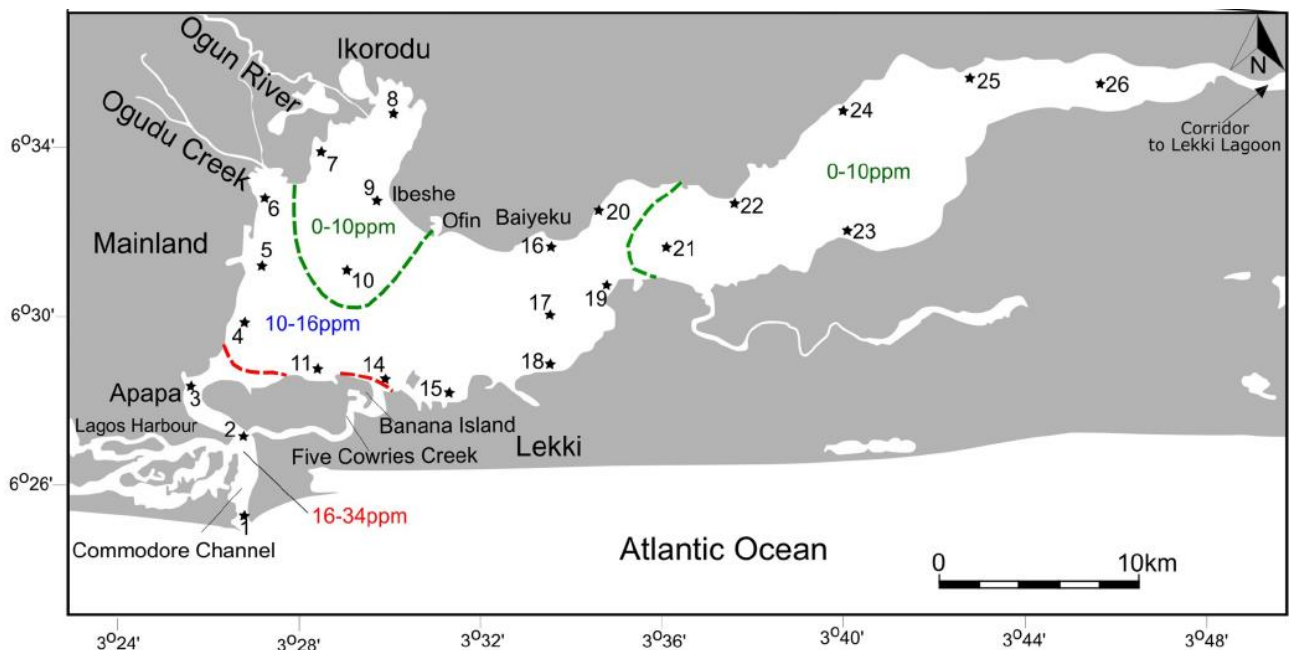 Ogun River
Ikorodu
Ogudu Creek
N
8
25
26
24
Corridor
to Lekki Lagoon
6°34'
7
0-10ppm
9
Ibeshe
6
20
22
0-10ppm
Ofin
Baiyeku
Mainland
16
21
23
5
10
19
17
6°30'
4
10-16ppm
11
14
18
15
Apapa
3
Banana Island
Lagos Harbour
2
Lekki
Five Cowries Creek
6°26'
1
16-34ppm
Commodore Channel
Atlantic Ocean
0
10km
3°24'
3°28'
3°32'
3°36'
3°40'
3°44'
3°48'